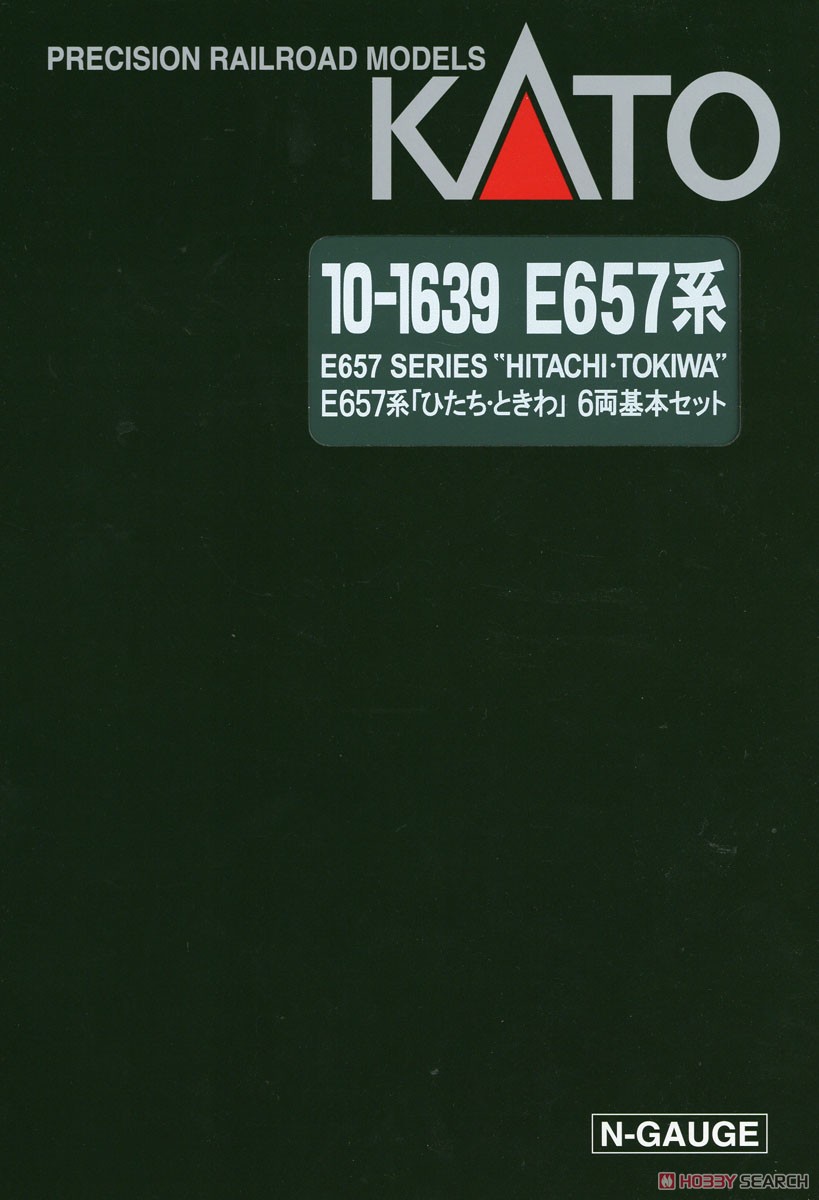 PRECISION RAILROAD MODELS
KATO
10-1639 E657系
E657 SERIES "HITACHI·TOKIWA"
E657系「ひたち・ときわ」 6両基本セット
N-GAUGE
HOBBY SEARCH